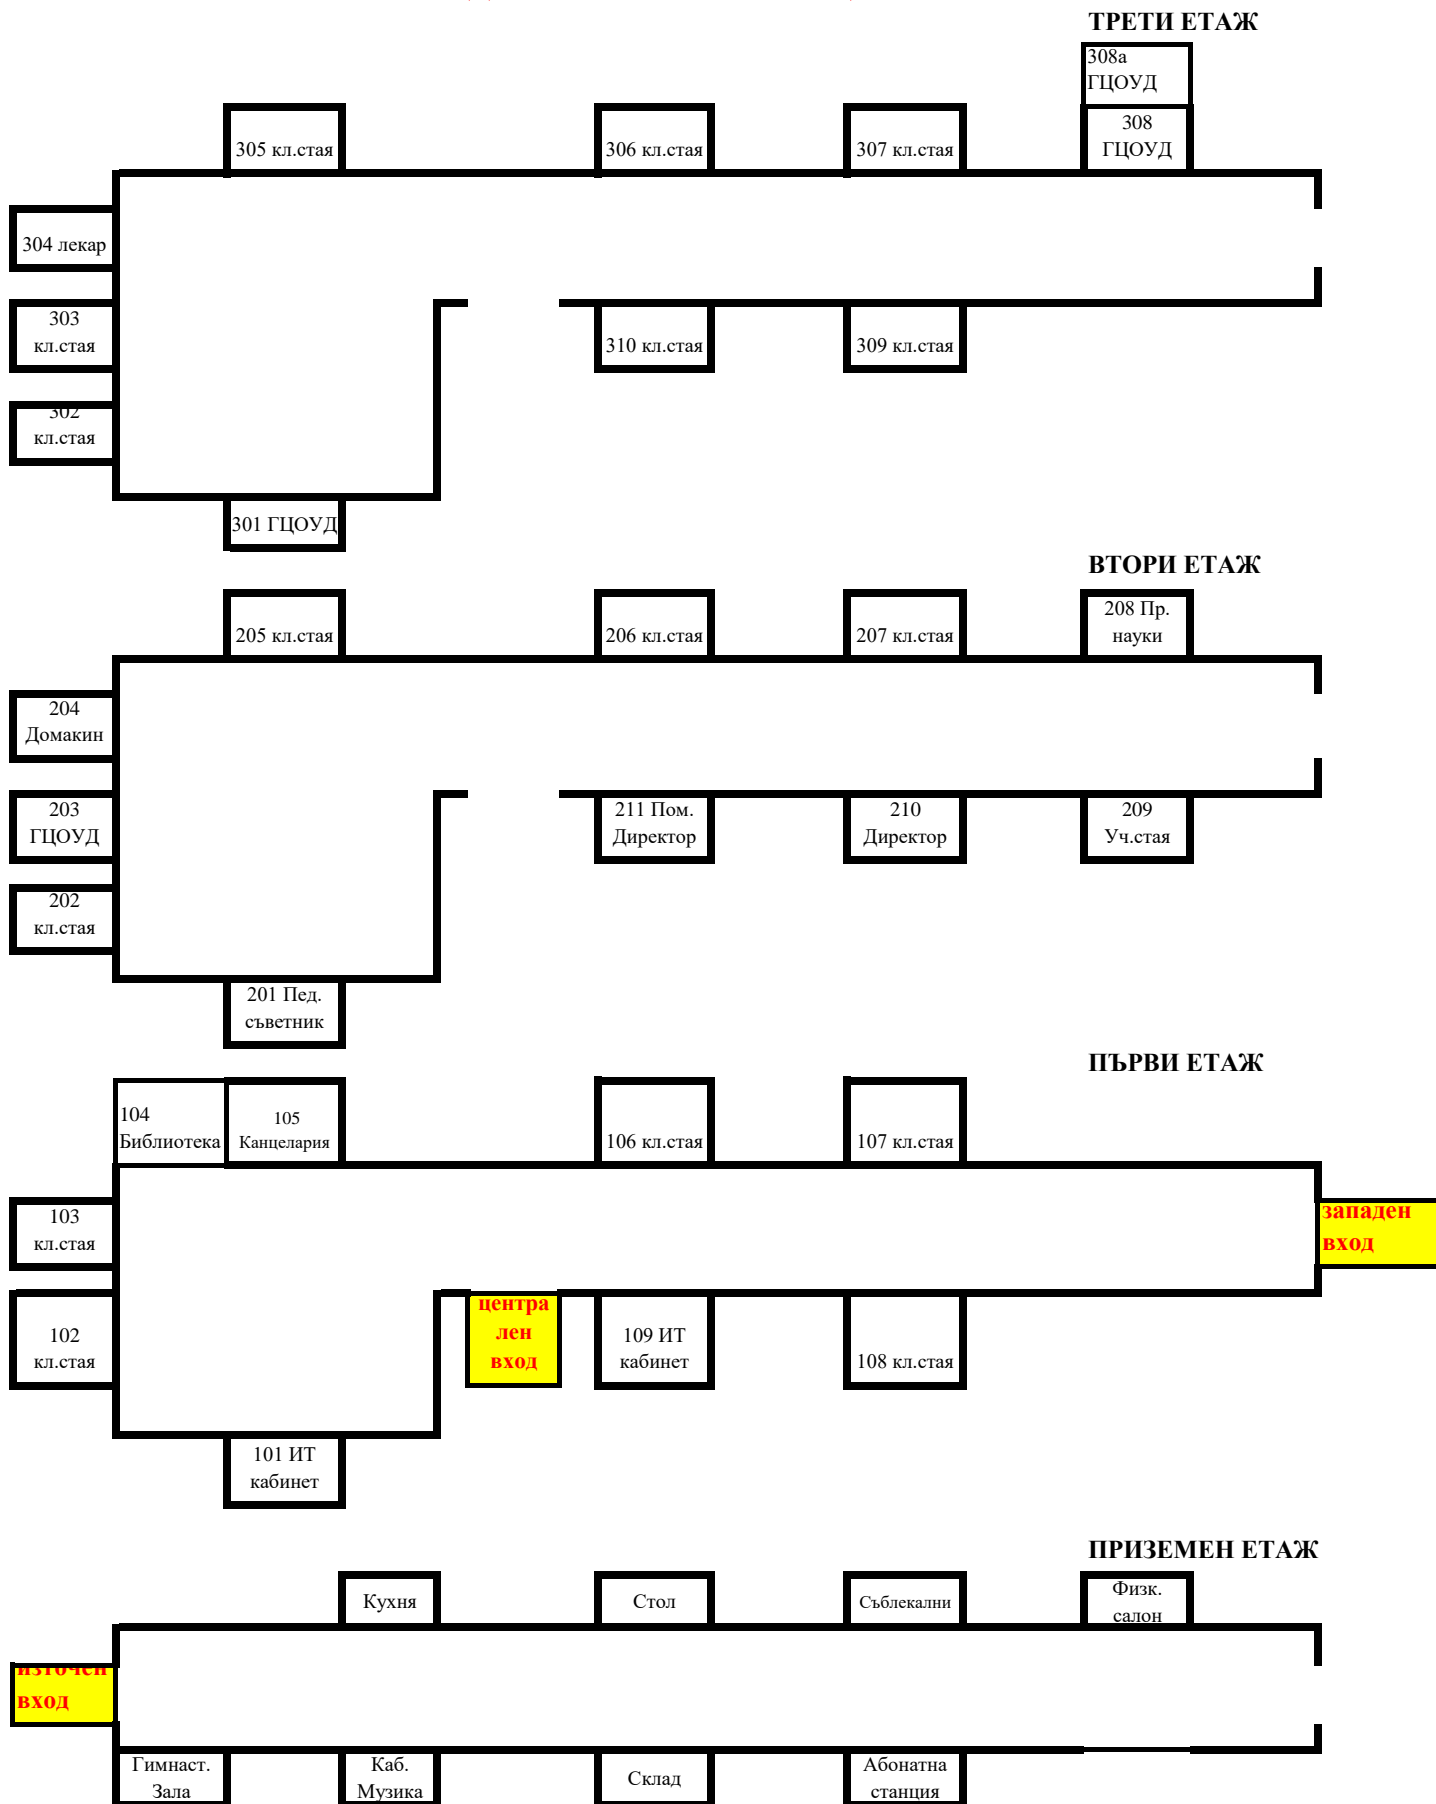 ТРЕТИ ЕТАЖ
308а
ГЦОУД
305 кл.стая
306 кл.стая
307 кл.стая
308
ГЦОУД
304 лекар
303
кл.стая
310 кл.стая
309 кл.стая
302
кл.стая
301 ГЦОУД
ВТОРИ ЕТАЖ
205 кл.стая
206 кл.стая
207 кл.стая
208 Пр.
науки
204
Домакин
203
ГЦОУД
211 Пом.
Директор
210
Директор
209
Уч.стая
202
кл.стая
201 Пед.
съветник
ПЪРВИ ЕТАЖ
104
Библиотека
105
Канцелария
106 кл.стая
107 кл.стая
103
кл.стая
западен
вход
102
кл.стая
центра
лен
вход
109 ИТ
кабинет
108 кл.стая
101 ИТ
кабинет
ПРИЗЕМЕН ЕТАЖ
Кухня
Стол
Съблекални
Физк.
салон
източен
вход
Гимнаст.
Зала
Каб.
Музика
Склад
Абонатна
станция